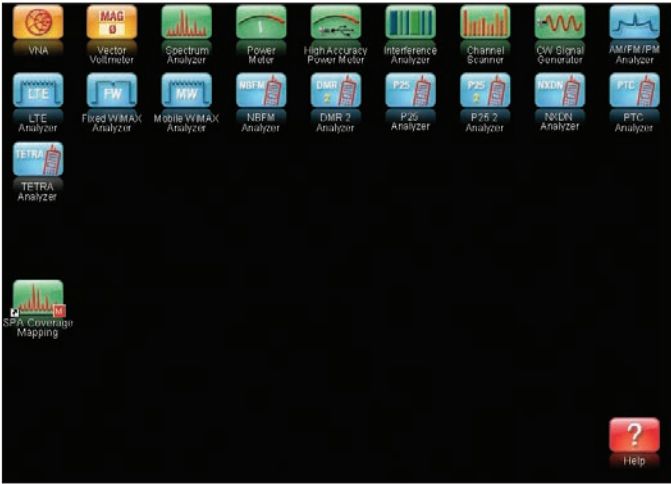 MAG
Ø
VNA
Vector
Voltmeter
Spectrum
Analyzer
Power
Meter
High Accuracy
Power Meter
Interference
Analyzer
Channel
Scanner
CW Signal
Generator
AM/FM/PM
Analyzer
LTE
LTE
Analyzer
FW
Fixed WiMAX
Analyzer
MW
Mobile WiMAX
Analyzer
NBFM
NBFM
Analyzer
DMR
2
DMR 2
Analyzer
P25
P25
Analyzer
P25
2
P25 2
Analyzer
NXDN
NXDN
Analyzer
PTC
PTC
Analyzer
TETRA
TETRA
Analyzer
M
SPA Coverage
Mapping
?
Help